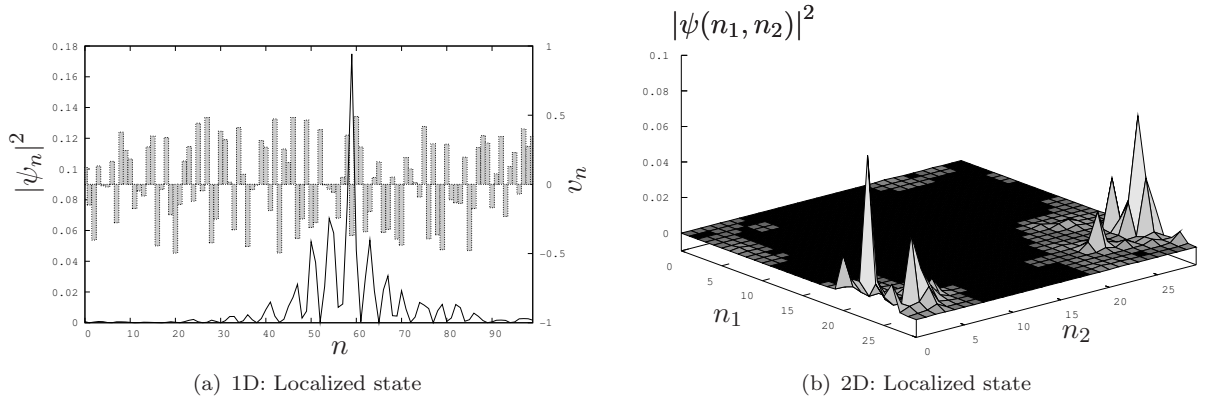 |ψ(n₁, n₂)|²
0.18
0.16
0.14
0.12
0.1
0.08
0.06
0.04
0.02
0
|ψₙ|²
1
0.5
0
−0.5
−1
vₙ
0 10 20 30 40 50 60 70 80 90
n
0.1
0.08
0.06
0.04
0.02
0
0 5 10 15 20 25
n₁
0 5 10 15 20 25
n₂
(a) 1D: Localized state
(b) 2D: Localized state